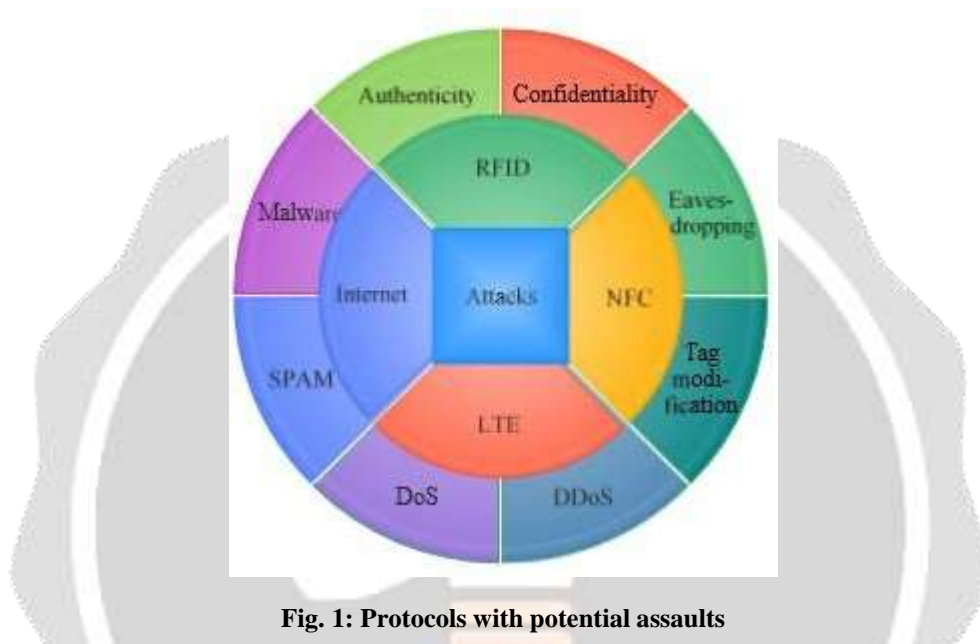 Authenticity
Confidentiality
RFID
Malware
Eaves-
dropping
Internet
Attacks
NFC
SPAM
Tag
modi-
fication
LTE
DoS
DDoS
Fig. 1: Protocols with potential assaults